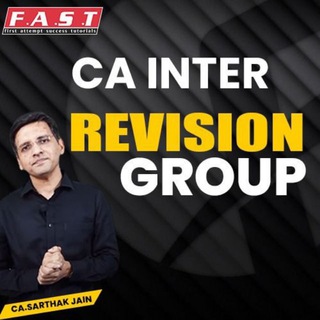 F.A.S.T
first attempt success tutorials
CA INTER
REVISION
GROUP
CA.SARTHAK JAIN